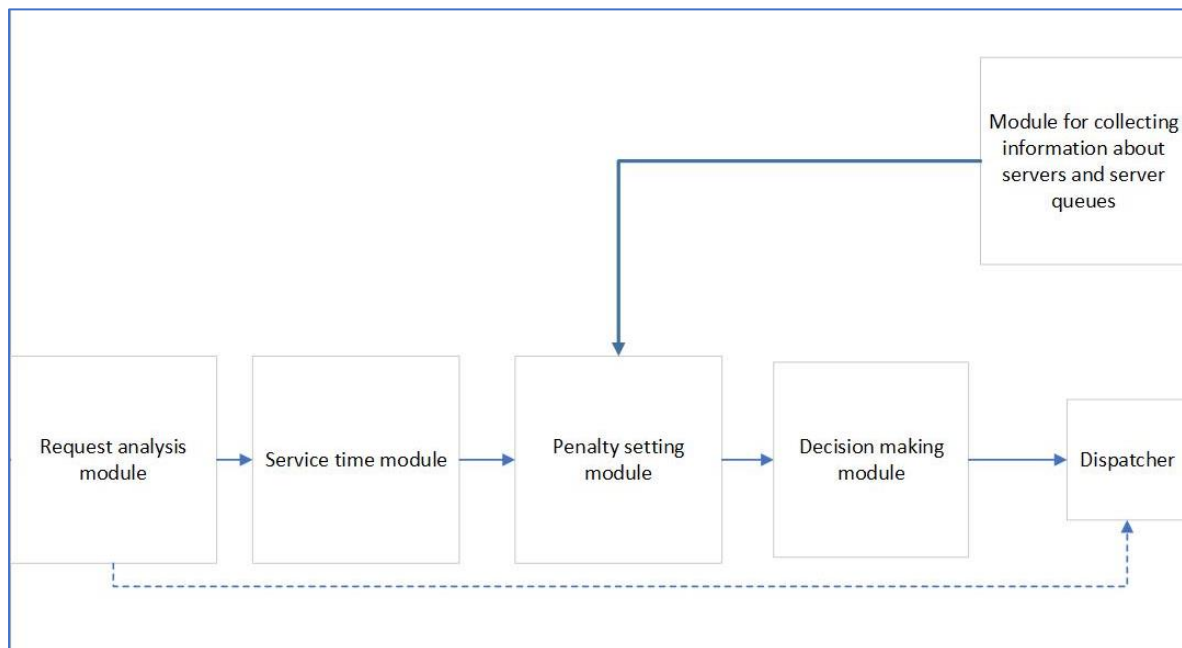 Module for collecting
information about
servers and server
queues
Request analysis
module
Service time module
Penalty setting
module
Decision making
module
Dispatcher